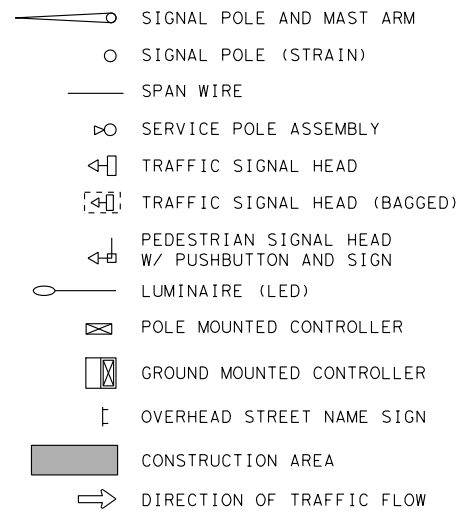 SIGNAL POLE AND MAST ARM
SIGNAL POLE (STRAIN)
SPAN WIRE
SERVICE POLE ASSEMBLY
TRAFFIC SIGNAL HEAD
TRAFFIC SIGNAL HEAD (BAGGED)
PEDESTRIAN SIGNAL HEAD
W/ PUSHBUTTON AND SIGN
LUMINAIRE (LED)
POLE MOUNTED CONTROLLER
GROUND MOUNTED CONTROLLER
OVERHEAD STREET NAME SIGN
CONSTRUCTION AREA
DIRECTION OF TRAFFIC FLOW